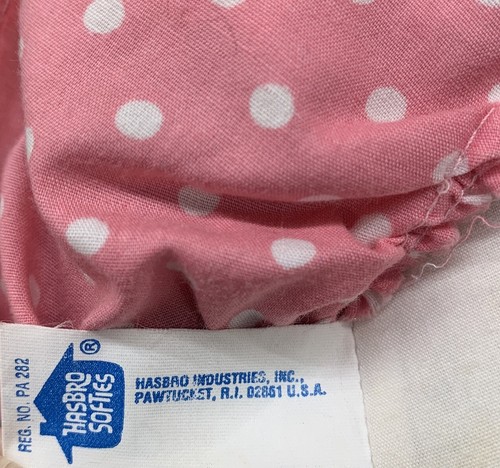 REG. NO. PA 282
HASBRO
SOFTIES
®
HASBRO INDUSTRIES, INC.,
PAWTUCKET, R.I. 02861 U.S.A.